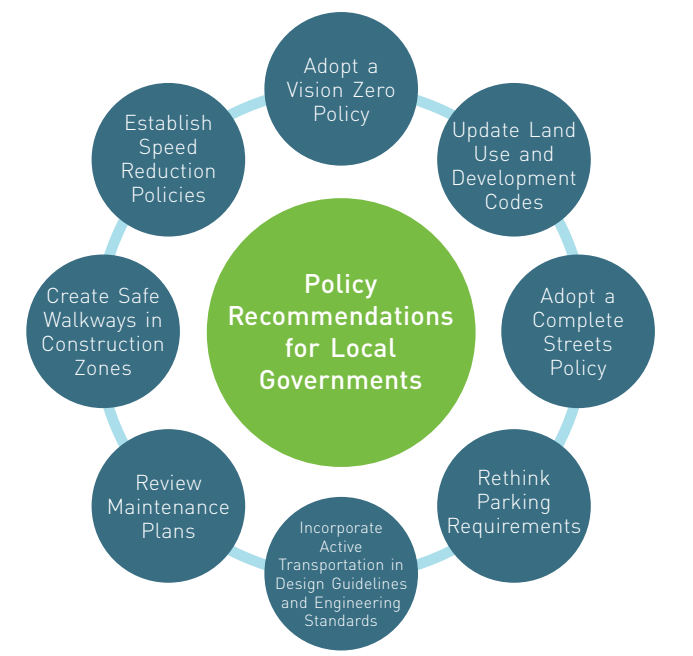 Adopt a
Vision Zero
Policy
Update Land
Use and
Development
Codes
Adopt a
Complete
Streets
Policy
Rethink
Parking
Requirements
Incorporate
Active
Transportation in
Design Guidelines
and Engineering
Standards
Review
Maintenance
Plans
Create Safe
Walkways in
Construction
Zones
Establish
Speed
Reduction
Policies
Policy
Recommendations
for Local
Governments